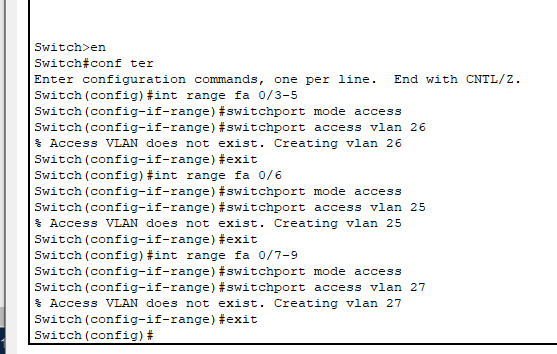 Switch>en
Switch#conf ter
Enter configuration commands, one per line.  End with CNTL/Z.
Switch(config)#int range fa 0/3-5
Switch(config-if-range)#switchport mode access
Switch(config-if-range)#switchport access vlan 26
% Access VLAN does not exist. Creating vlan 26
Switch(config-if-range)#exit
Switch(config)#int range fa 0/6
Switch(config-if-range)#switchport mode access
Switch(config-if-range)#switchport access vlan 25
% Access VLAN does not exist. Creating vlan 25
Switch(config-if-range)#exit
Switch(config)#int range fa 0/7-9
Switch(config-if-range)#switchport mode access
Switch(config-if-range)#switchport access vlan 27
% Access VLAN does not exist. Creating vlan 27
Switch(config-if-range)#exit
Switch(config)#